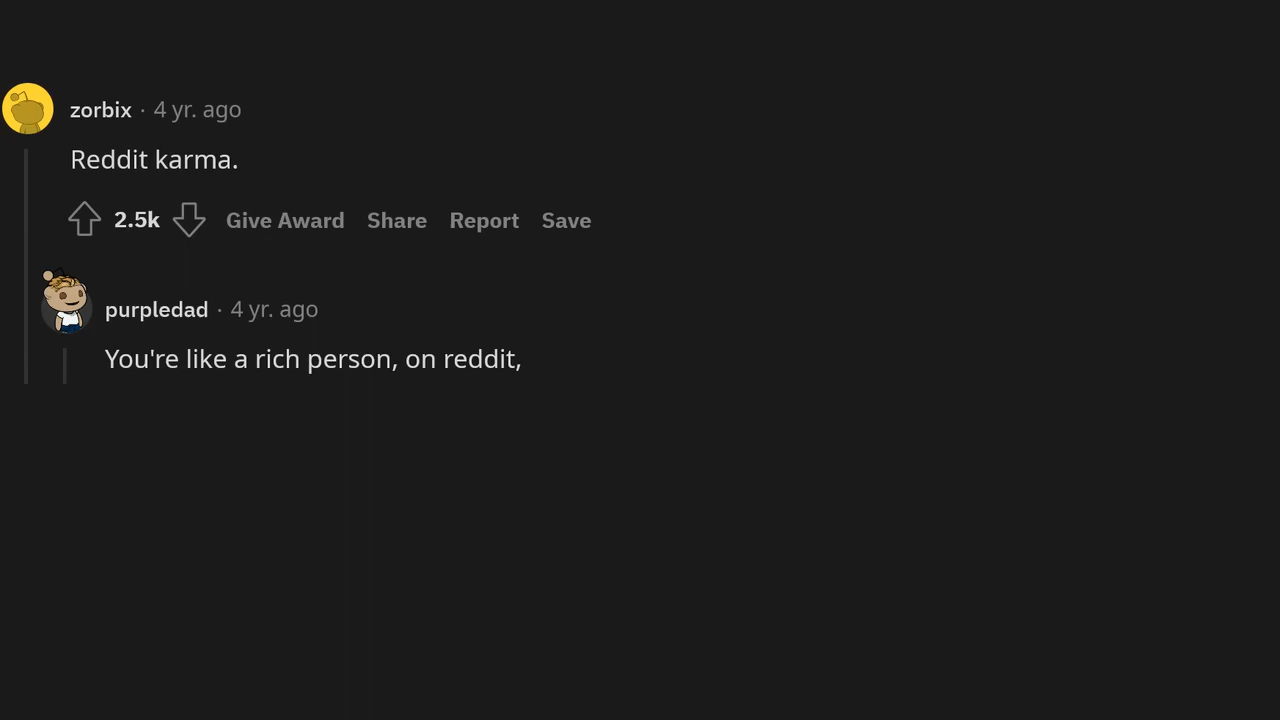 zorbix · 4 yr. ago
Reddit karma.
2.5k Give Award Share Report Save
purpledad · 4 yr. ago
You're like a rich person, on reddit,